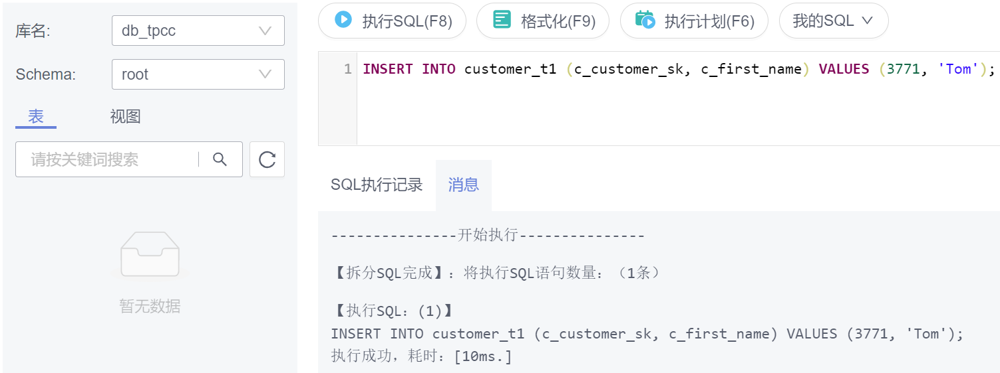 库名:
db_tpcc
Schema:
root
表
视图
请按关键词搜索
暂无数据
执行SQL(F8)
格式化(F9)
执行计划(F6)
我的SQL
1
INSERT INTO customer_t1 (c_customer_sk, c_first_name) VALUES (3771, 'Tom');
SQL执行记录
消息
---------------开始执行---------------
【拆分SQL完成】：将执行SQL语句数量：（1条）
【执行SQL：(1)】
INSERT INTO customer_t1 (c_customer_sk, c_first_name) VALUES (3771, 'Tom');
执行成功，耗时：[10ms.]